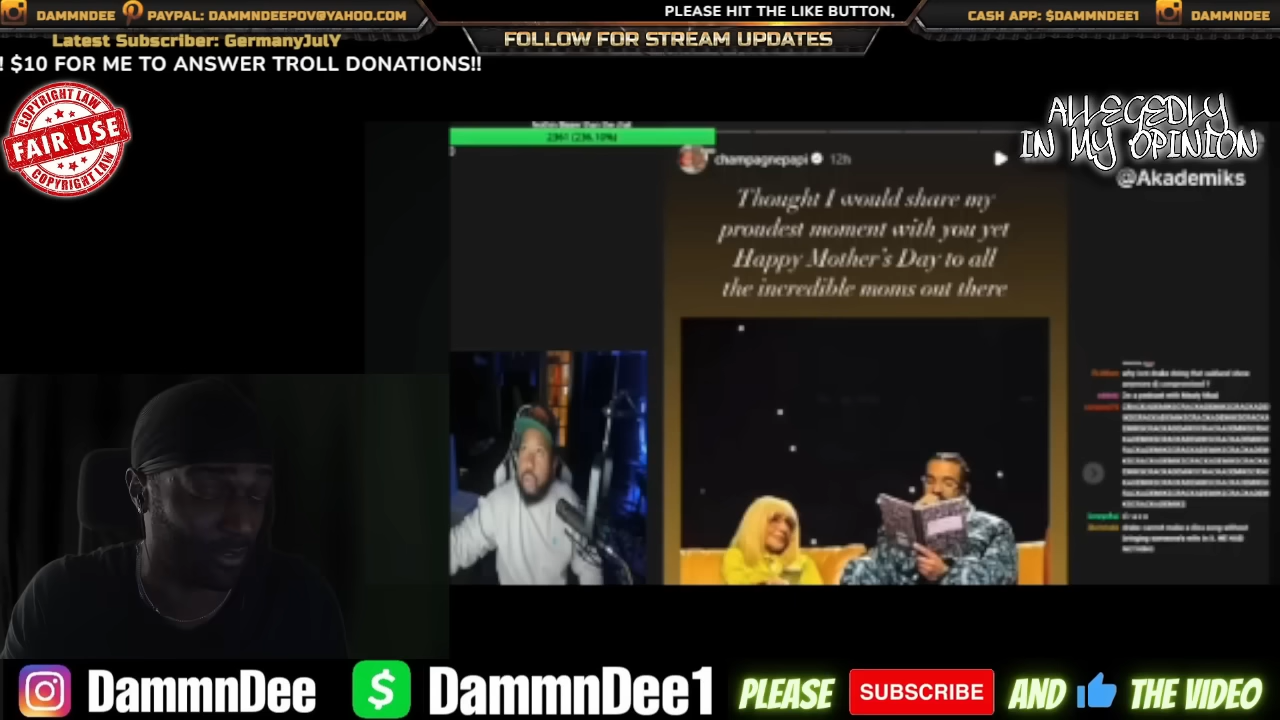 DAMMNDEE
PAYPAL: DAMMNDEEPOV@YAHOO.COM
PLEASE HIT THE LIKE BUTTON,
CASH APP: $DAMMNDEE1
DAMMNDEE
Latest Subscriber: GermanyJulY
FOLLOW FOR STREAM UPDATES
! $10 FOR ME TO ANSWER TROLL DONATIONS!!
COPYRIGHT LAW
FAIR USE
COPYRIGHT LAW
ALLEGEDLY
IN MY OPINION
@Akademiks
2361 (236.10%)
champagnepapi 12h
Thought I would share my
proudest moment with you yet
Happy Mother's Day to all
the incredible moms out there
DammnDee
$
DammnDee1
PLEASE
SUBSCRIBE
AND
THE VIDEO